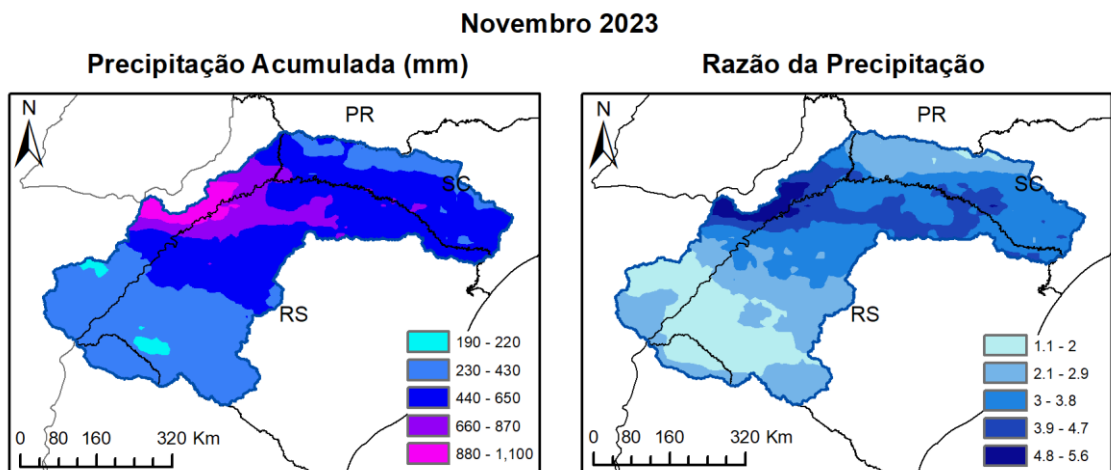 Novembro 2023
Precipitação Acumulada (mm)
N
PR
SC
RS
190 - 220
230 - 430
440 - 650
660 - 870
880 - 1,100
0 80 160 320 Km
Razão da Precipitação
N
PR
SC
RS
1.1 - 2
2.1 - 2.9
3 - 3.8
3.9 - 4.7
4.8 - 5.6
0 80 160 320 Km